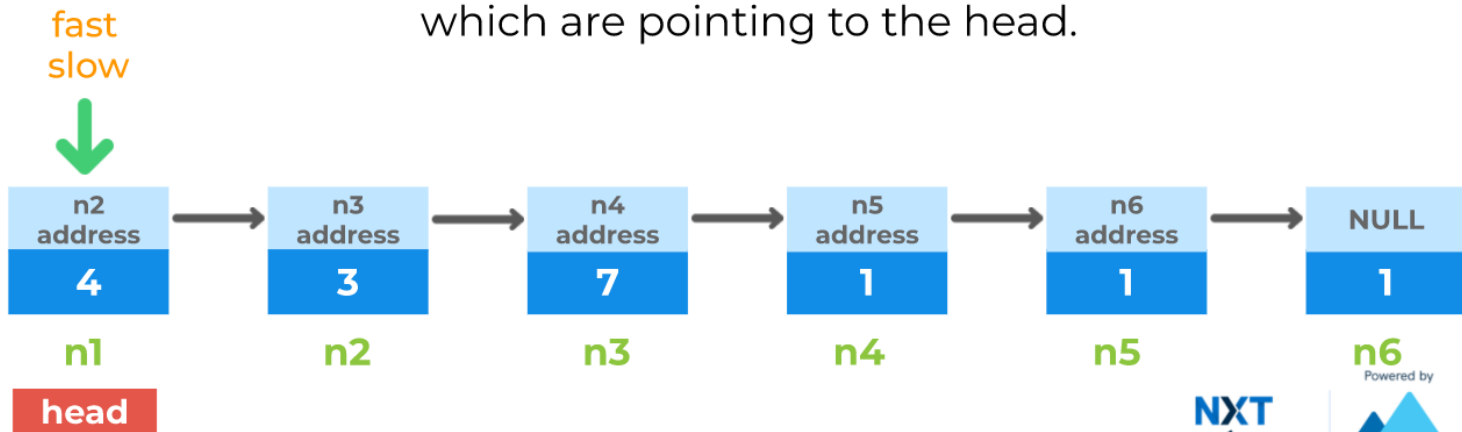 which are pointing to the head.
fast
slow
n2 address n3 address n4 address n5 address n6 address NULL
4 3 7 1 1 1
n1 n2 n3 n4 n5 n6
head
Powered by
NXT